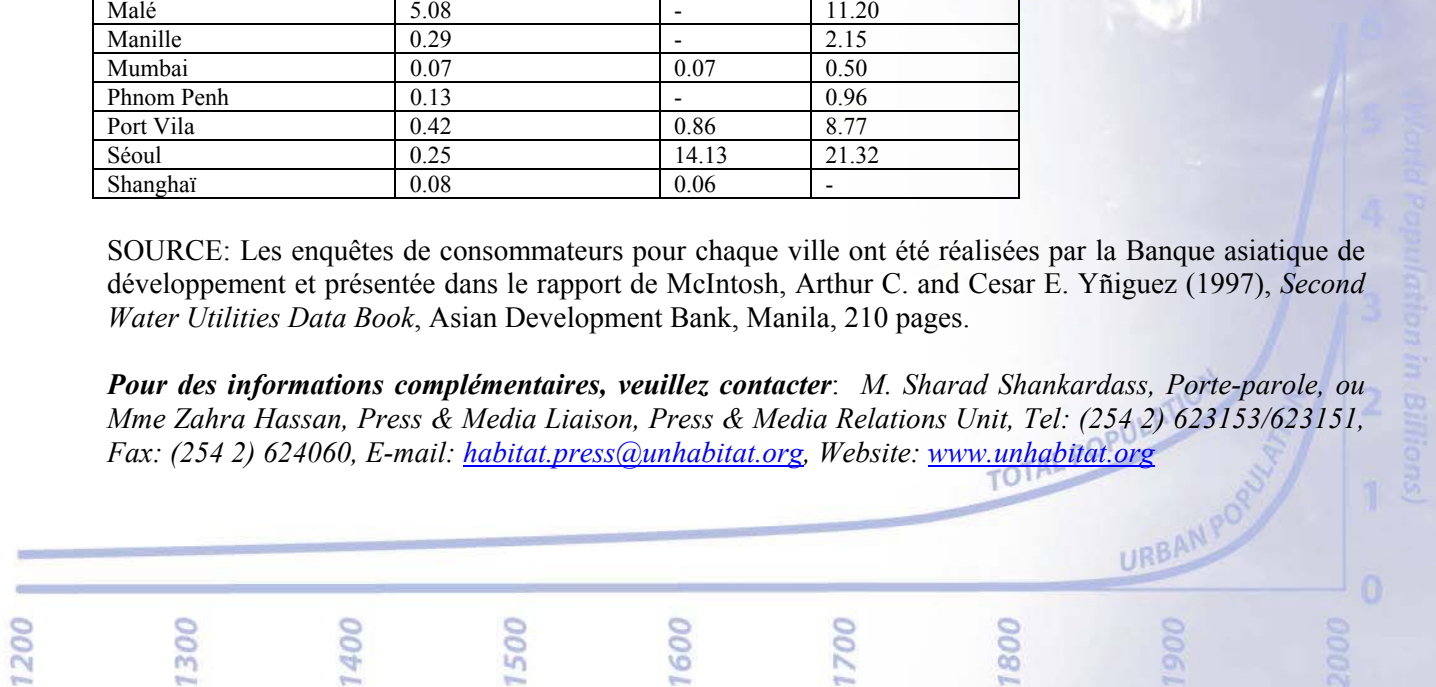 Malé 5.08 - 11.20
Manille 0.29 - 2.15
Mumbai 0.07 0.07 0.50
Phnom Penh 0.13 - 0.96
Port Vila 0.42 0.86 8.77
Séoul 0.25 14.13 21.32
Shanghaï 0.08 0.06 -
SOURCE: Les enquêtes de consommateurs pour chaque ville ont été réalisées par la Banque asiatique de
développement et présentée dans le rapport de McIntosh, Arthur C. and Cesar E. Yñiguez (1997), Second
Water Utilities Data Book, Asian Development Bank, Manila, 210 pages.
Pour des informations complémentaires, veuillez contacter: M. Sharad Shankardass, Porte-parole, ou
Mme Zahra Hassan, Press & Media Liaison, Press & Media Relations Unit, Tel: (254 2) 623153/623151,
Fax: (254 2) 624060, E-mail: habitat.press@unhabitat.org, Website: www.unhabitat.org
TOTAL POPULATION
URBAN POPULATION
6
5
4
3
2
1
0
(World Population in Billions)
1200 1300 1400 1500 1600 1700 1800 1900 2000